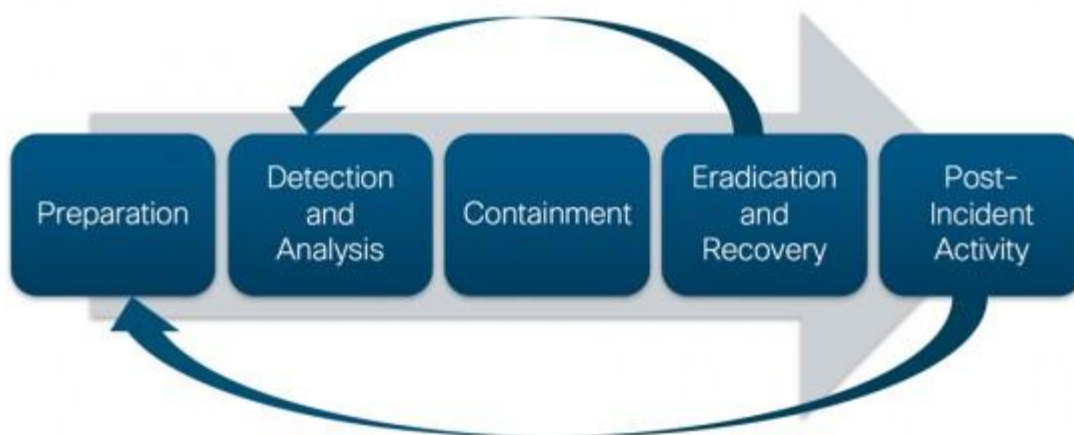 Preparation
Detection
and
Analysis
Containment
Eradication
and
Recovery
Post-
Incident
Activity